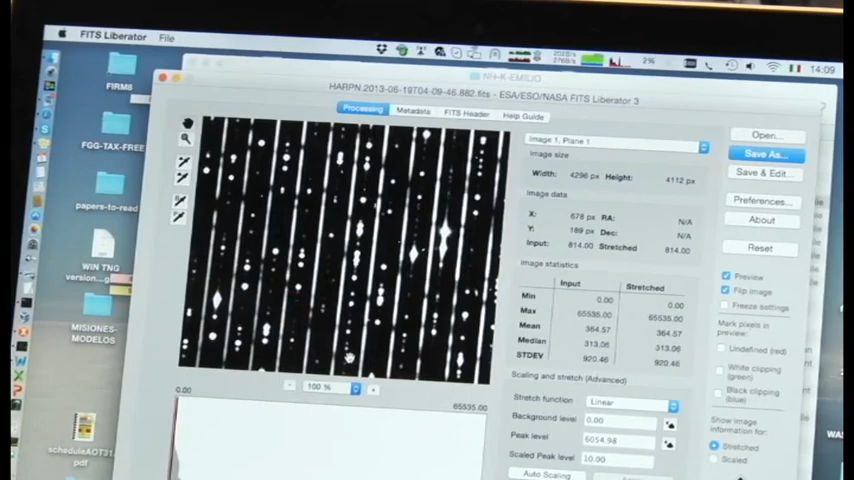 FITS Liberator File
2% 14:09
NH-K-EMILIO
HARPN.2013-06-19T04-09-46.882.fits - ESA/ESO/NASA FITS Liberator 3
Processing Metadata FITS Header Help Guide
FIRM8
FGG-TAX-FREE
papers-to-read
WIN TNG
version
MISIONES-
MODELOS
scheduleAOT31
.pdf
100 %
0.00 65535.00
Image 1, Plane 1
Image size
Width: 4296 px Height: 4112 px
Image data
X: 678 px RA: N/A
Y: 189 px Dec: N/A
Input: 814.00 Stretched 814.00
Image statistics
Input Stretched
Min 0.00 0.00
Max 65535.00 65535.00
Mean 364.57 364.57
Median 313.06 313.06
STDEV 920.46 920.46
Scaling and stretch (Advanced)
Stretch function Linear
Background level 0.00
Peak level 6054.98
Scaled Peak level 10.00
Auto Scaling
Open...
Save As...
Save & Edit...
Preferences...
About
Reset
Preview
Flip image
Freeze settings
Mark pixels in
preview:
Undefined (red)
White clipping
(green)
Black clipping
(blue)
Show image
information for:
Stretched
Scaled